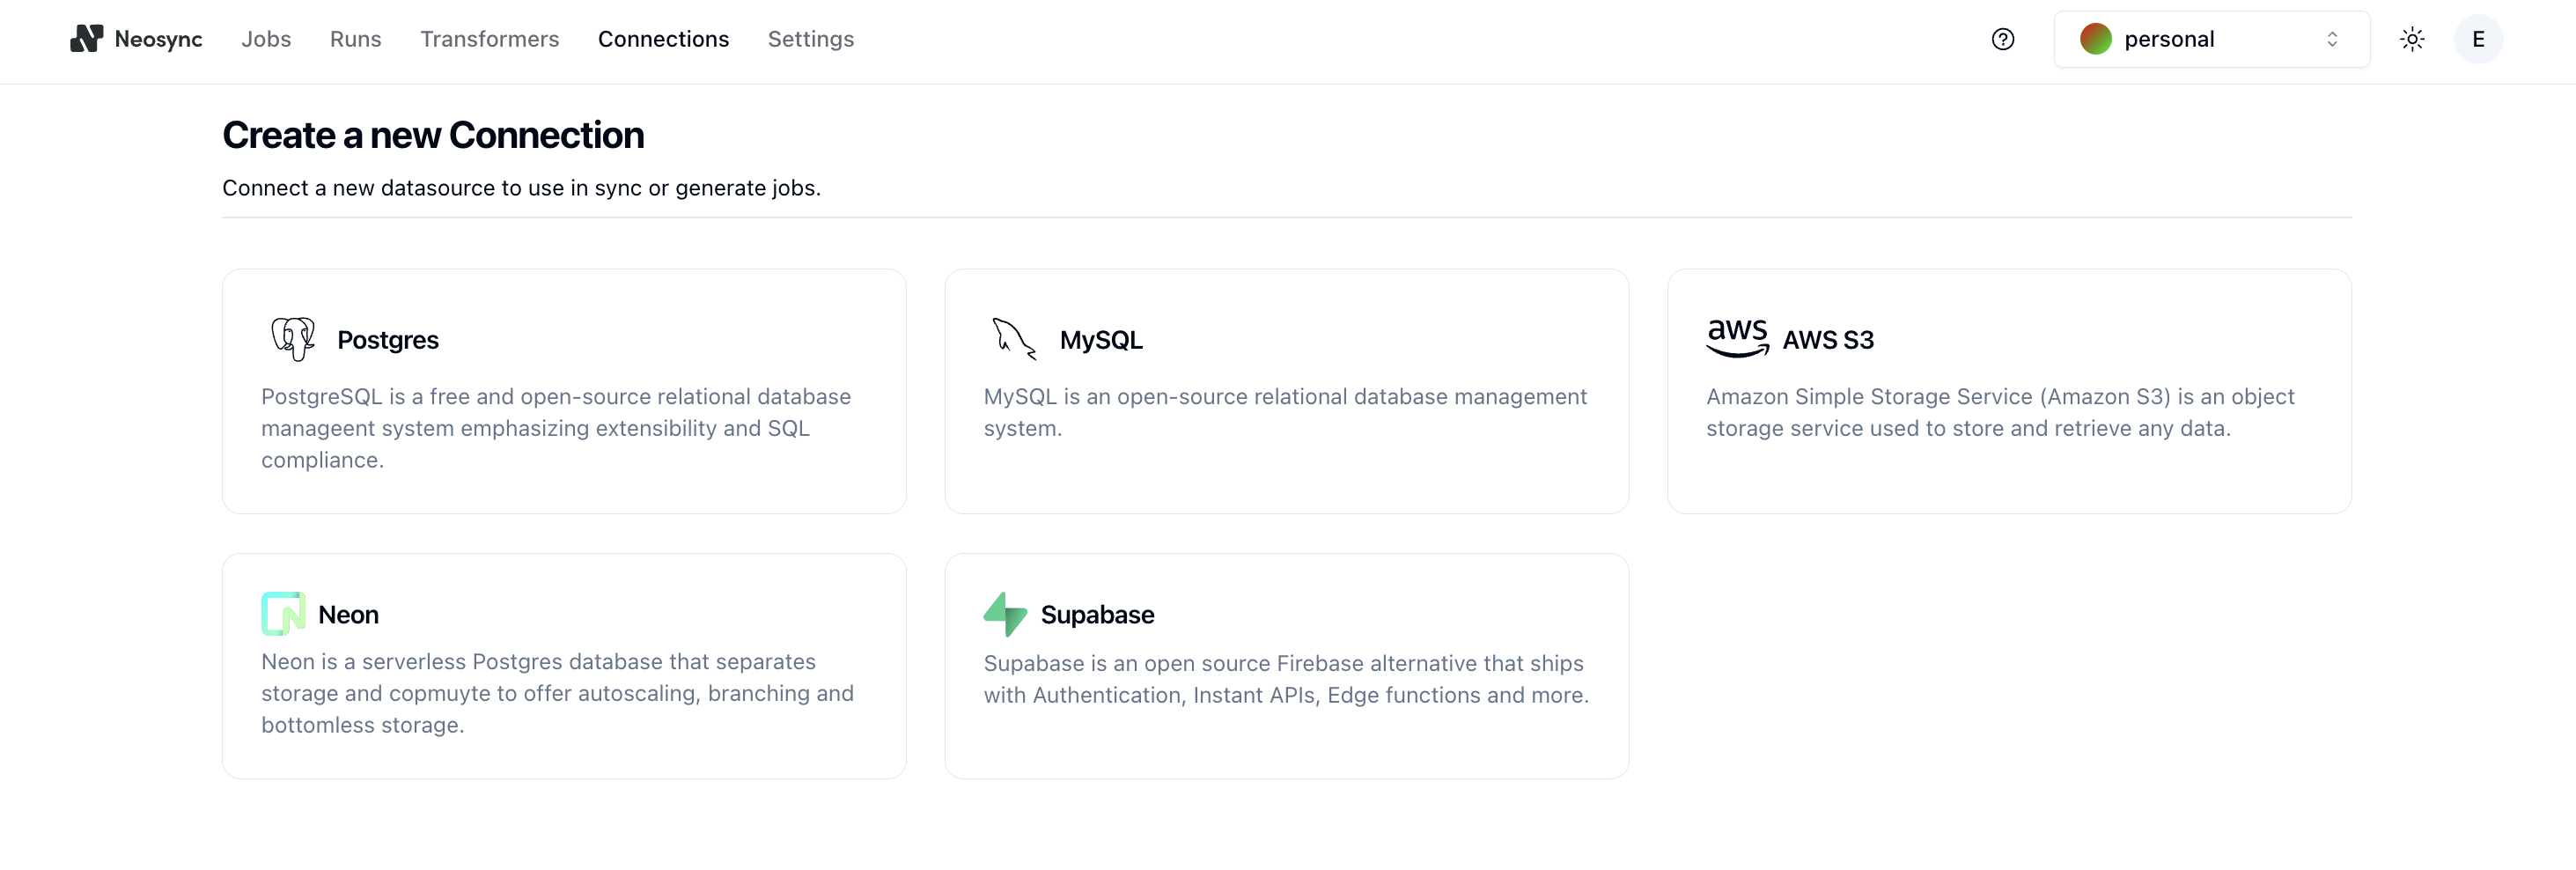 Neosync Jobs Runs Transformers Connections Settings personal E
Create a new Connection
Connect a new datasource to use in sync or generate jobs.
Postgres
PostgreSQL is a free and open-source relational database
manageent system emphasizing extensibility and SQL
compliance.
MySQL
MySQL is an open-source relational database management
system.
aws AWS S3
Amazon Simple Storage Service (Amazon S3) is an object
storage service used to store and retrieve any data.
Neon
Neon is a serverless Postgres database that separates
storage and copmuyte to offer autoscaling, branching and
bottomless storage.
Supabase
Supabase is an open source Firebase alternative that ships
with Authentication, Instant APIs, Edge functions and more.